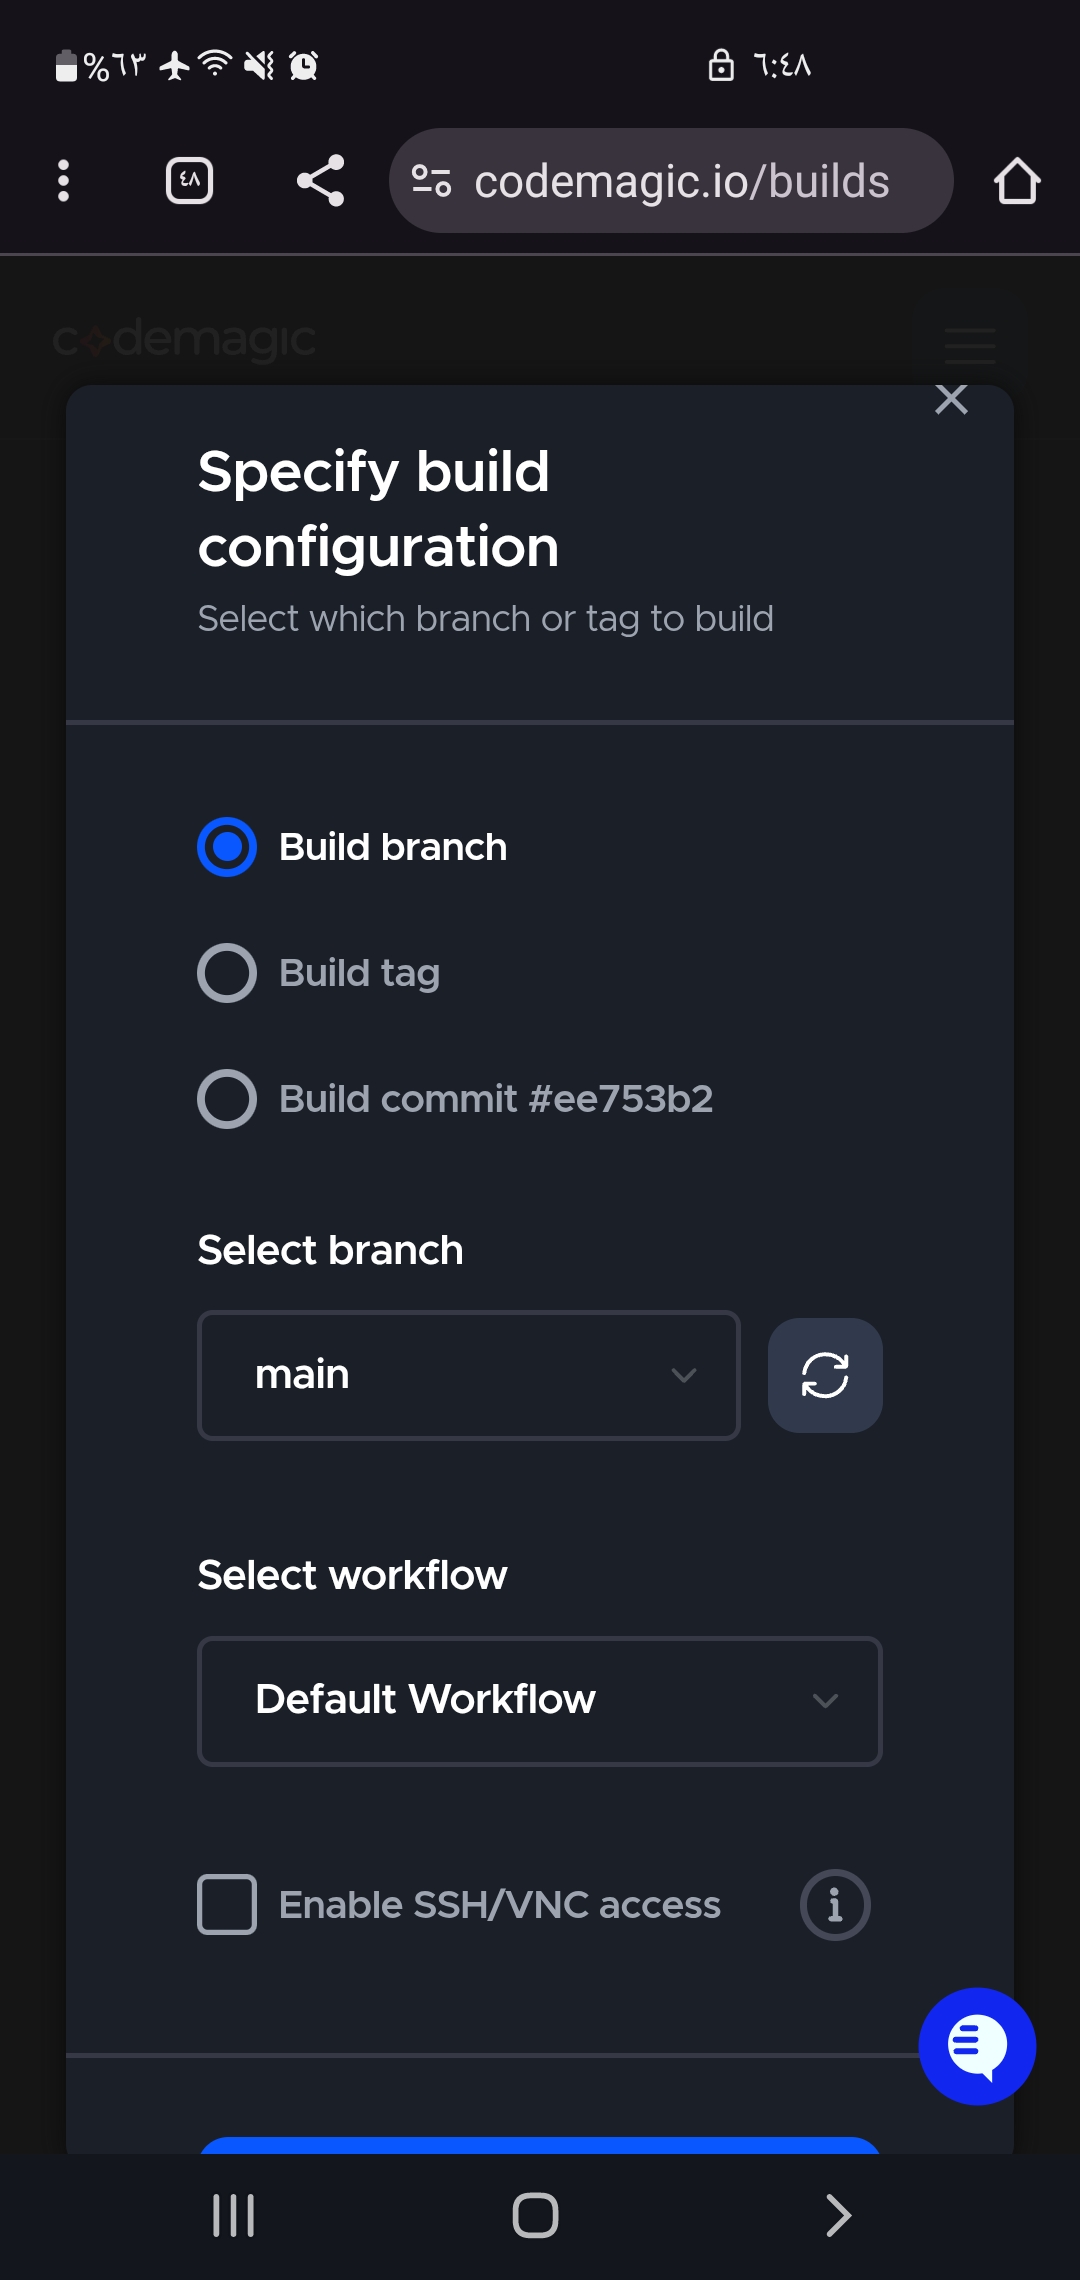 %٦٣ ٦:٤٨
٤٨ codemagic.io/builds
codemagic
Specify build
configuration
Select which branch or tag to build
Build branch
Build tag
Build commit #ee753b2
Select branch
main
Select workflow
Default Workflow
Enable SSH/VNC access